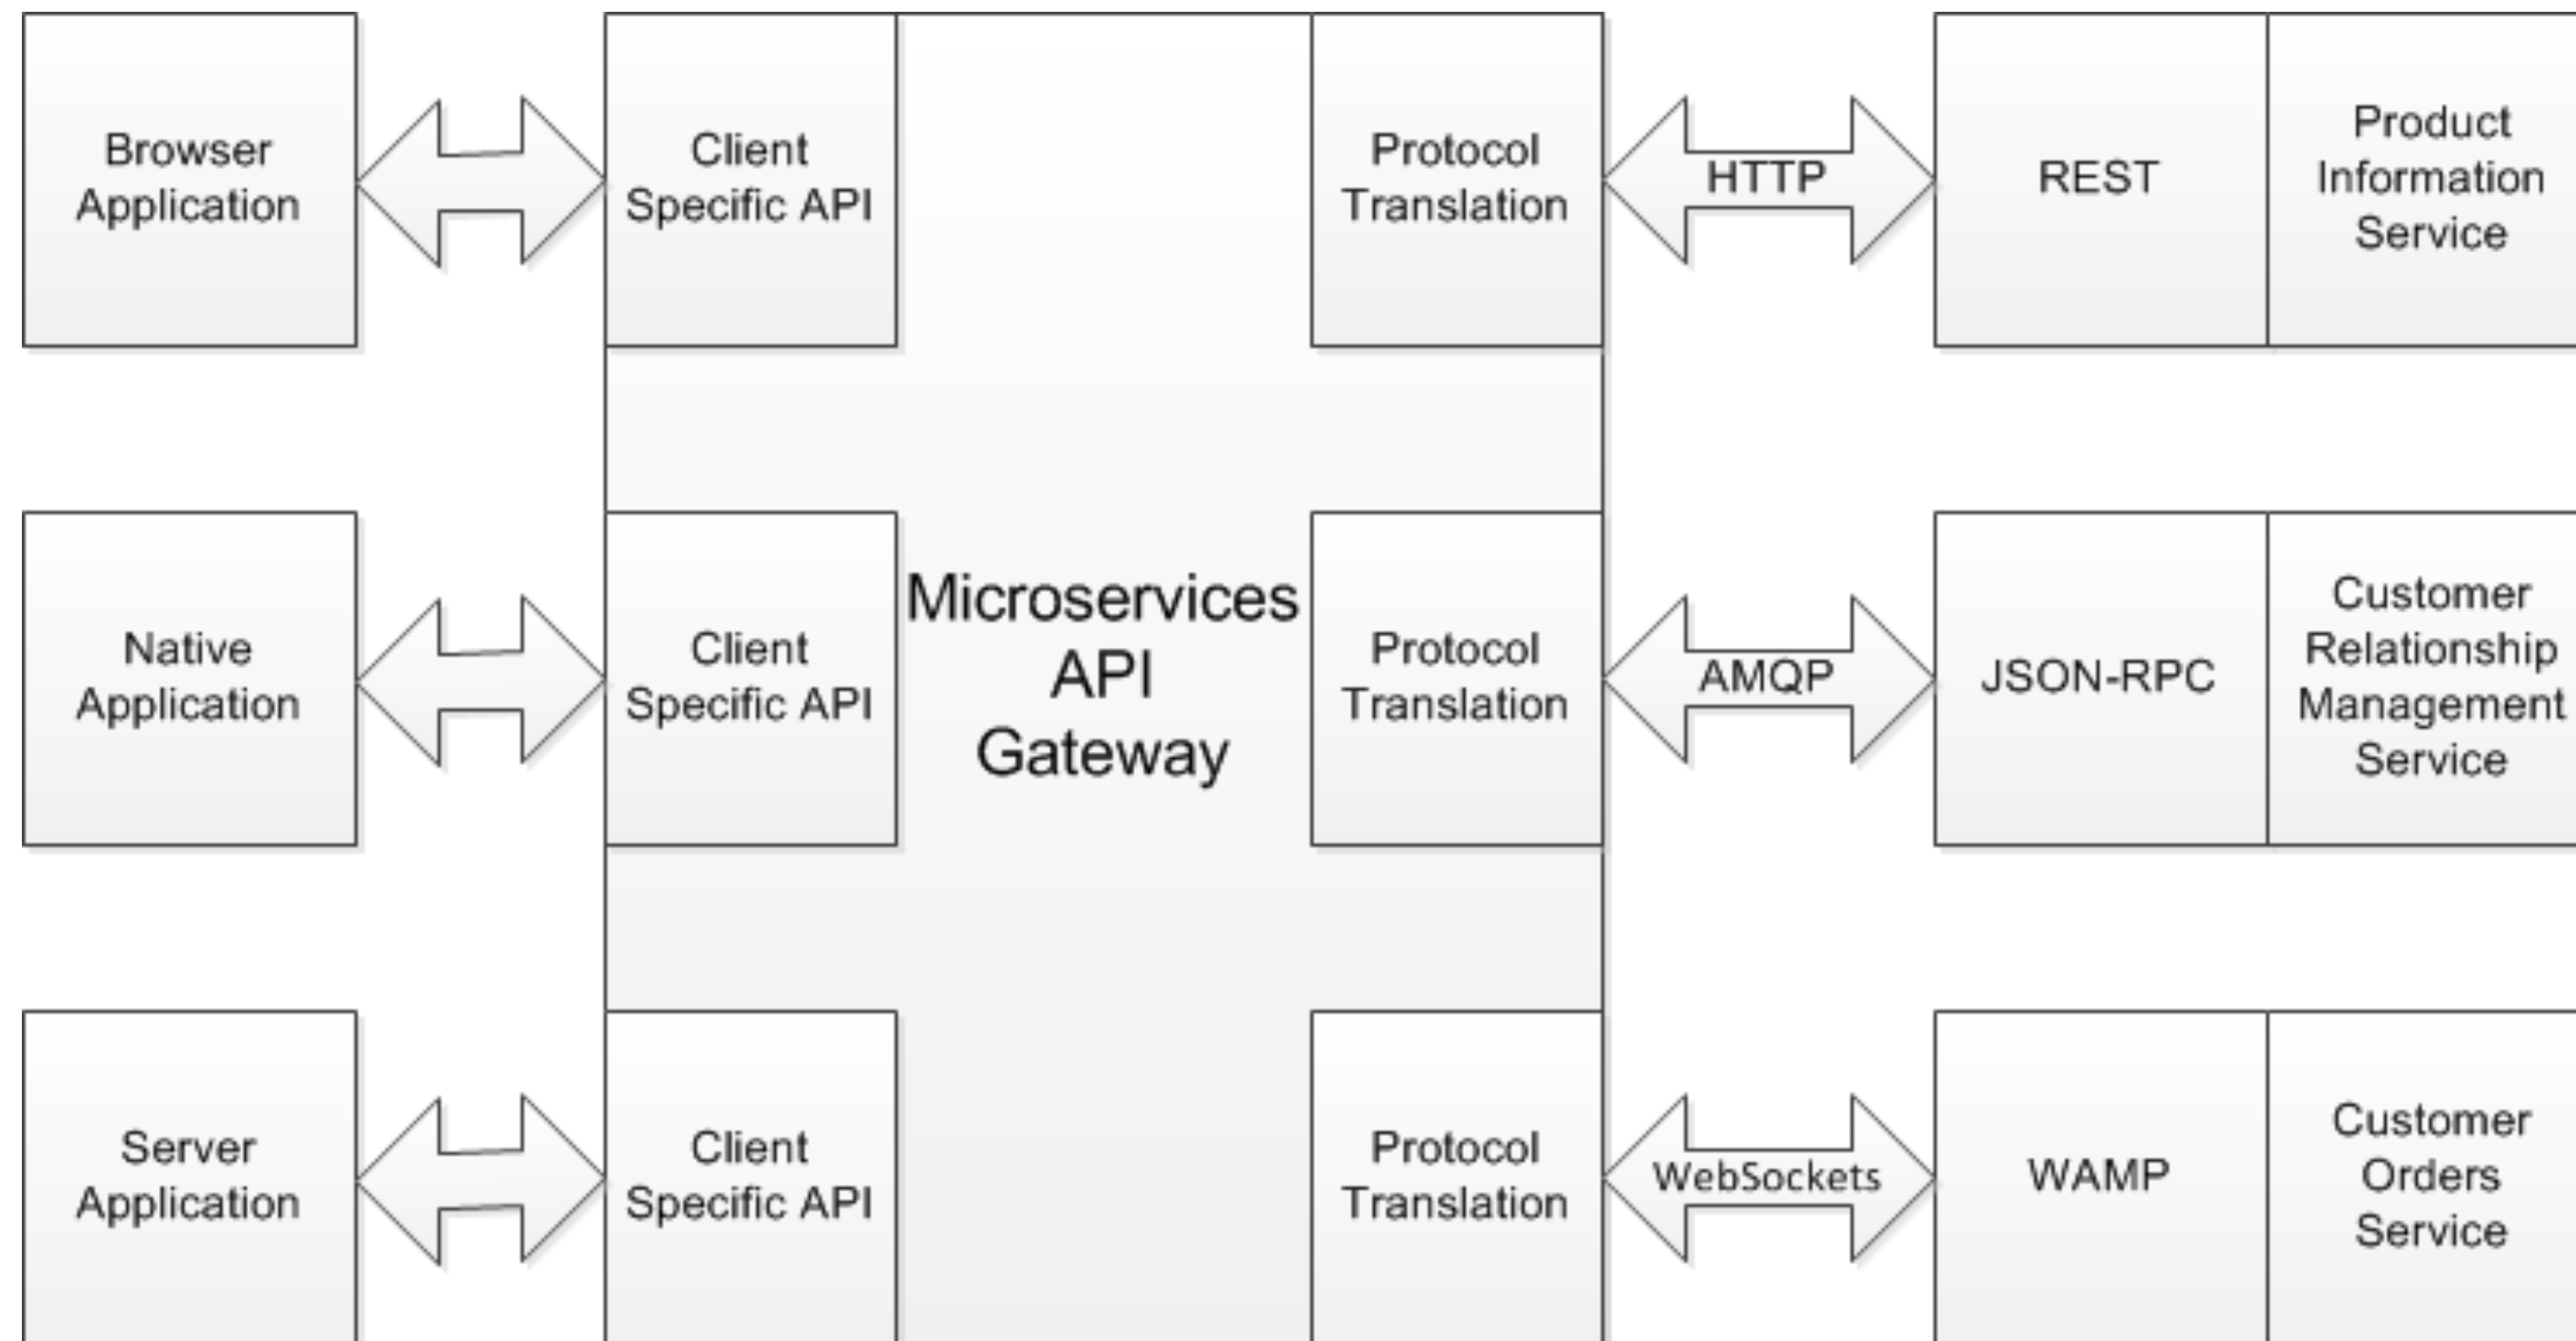 Browser
Application
Client
Specific API
Protocol
Translation
HTTP
REST
Product
Information
Service
Native
Application
Client
Specific API
Microservices
API
Gateway
Protocol
Translation
AMQP
JSON-RPC
Customer
Relationship
Management
Service
Server
Application
Client
Specific API
Protocol
Translation
WebSockets
WAMP
Customer
Orders
Service